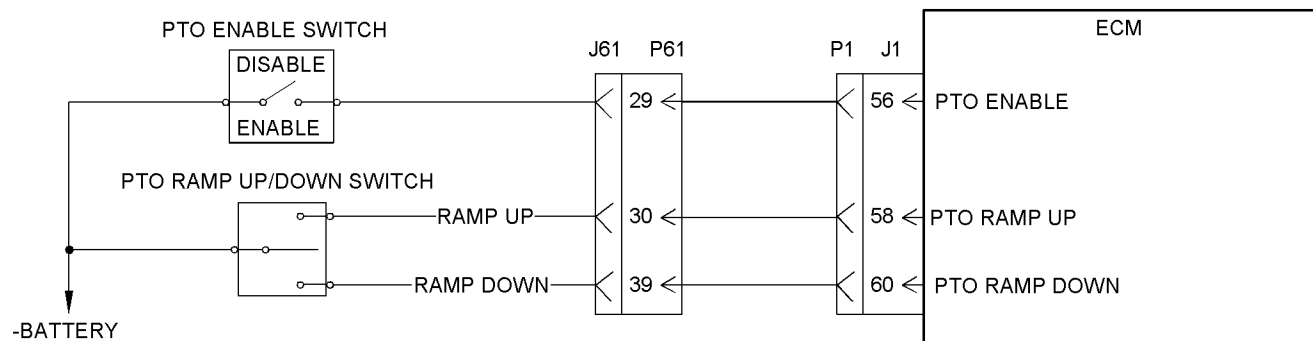 ECM
PTO ENABLE SWITCH
J61 P61 P1 J1
DISABLE
29 56 PTO ENABLE
ENABLE
PTO RAMP UP/DOWN SWITCH
RAMP UP 30 58 PTO RAMP UP
RAMP DOWN 39 60 PTO RAMP DOWN
-BATTERY